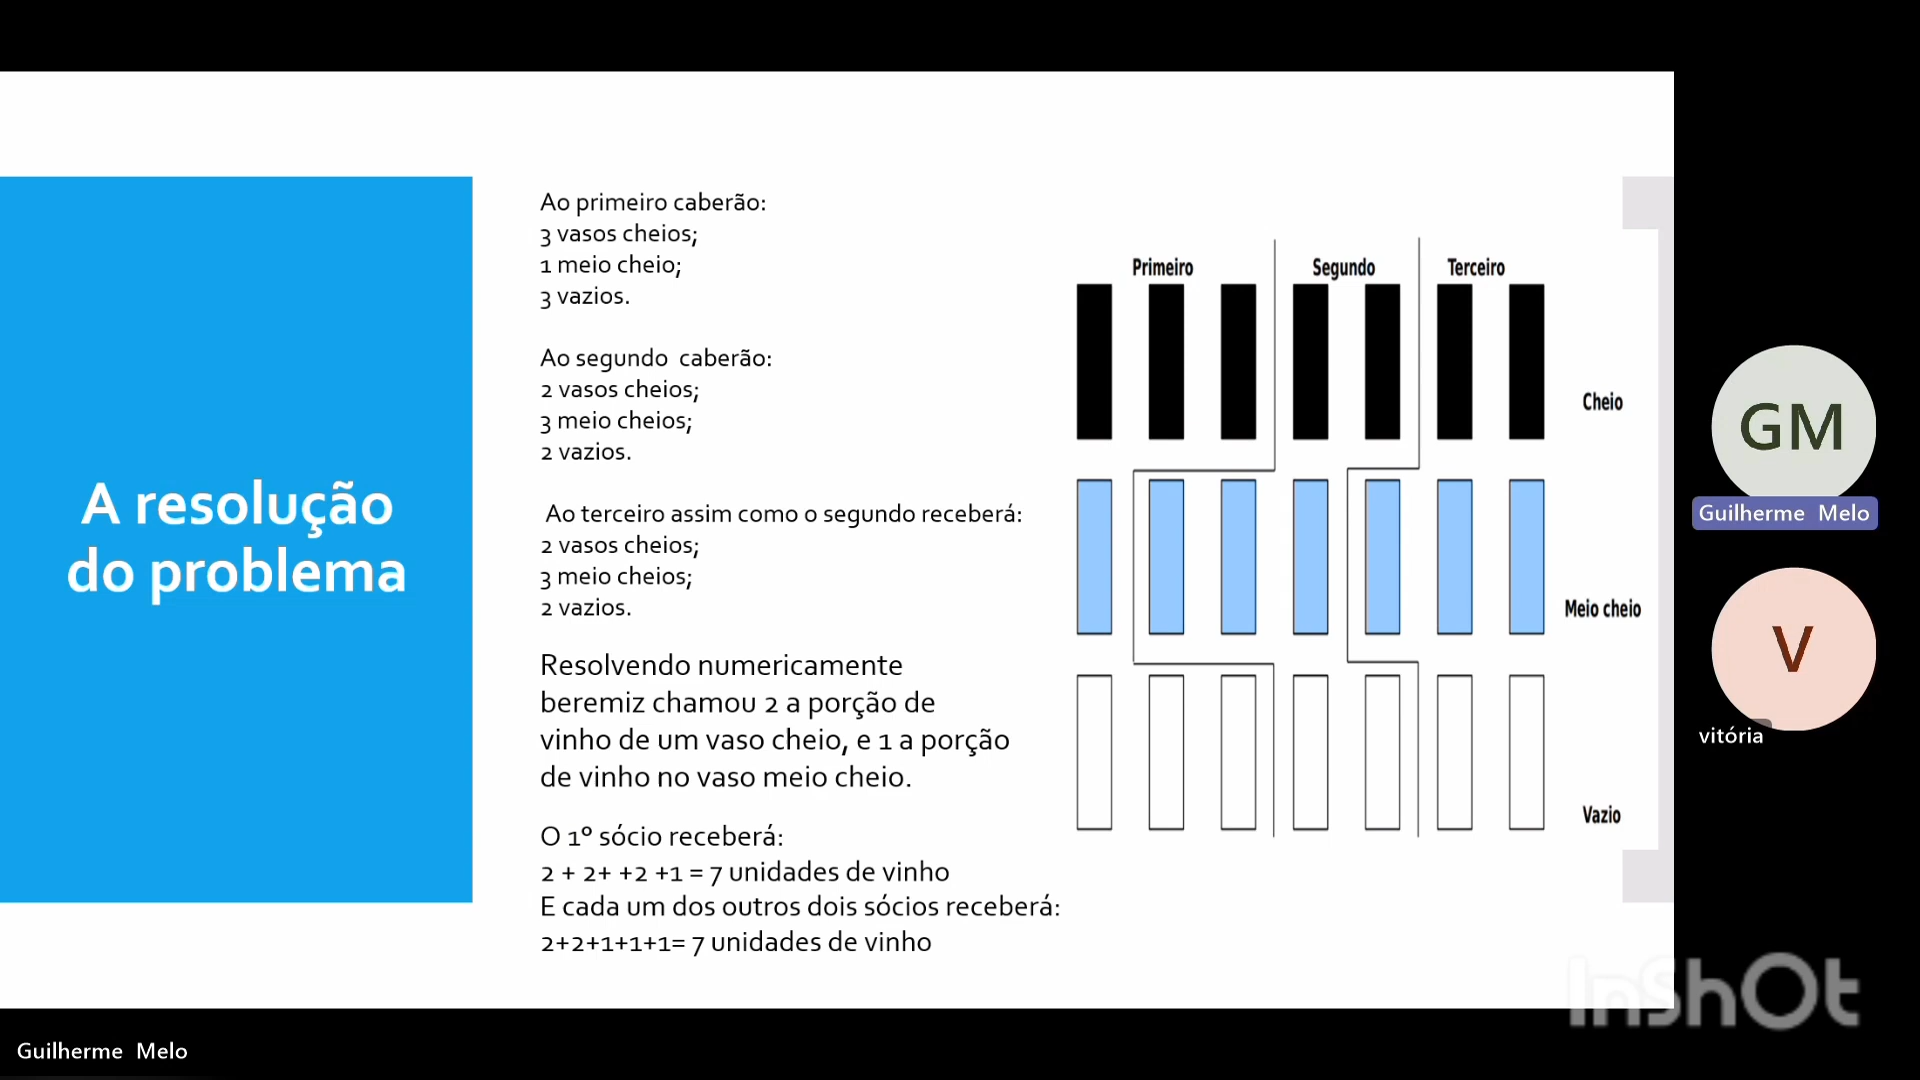 A resolução
do problema
Ao primeiro caberão:
3 vasos cheios;
1 meio cheio;
3 vazios.
Ao segundo  caberão:
2 vasos cheios;
3 meio cheios;
2 vazios.
Ao terceiro assim como o segundo receberá:
2 vasos cheios;
3 meio cheios;
2 vazios.
Resolvendo numericamente
beremiz chamou 2 a porção de
vinho de um vaso cheio, e 1 a porção
de vinho no vaso meio cheio.
O 1º sócio receberá:
2 + 2+ +2 +1 = 7 unidades de vinho
E cada um dos outros dois sócios receberá:
2+2+1+1+1= 7 unidades de vinho
Primeiro
Segundo
Terceiro
Cheio
Meio cheio
Vazio
GM
Guilherme Melo
V
vitória
InShOt
Guilherme Melo